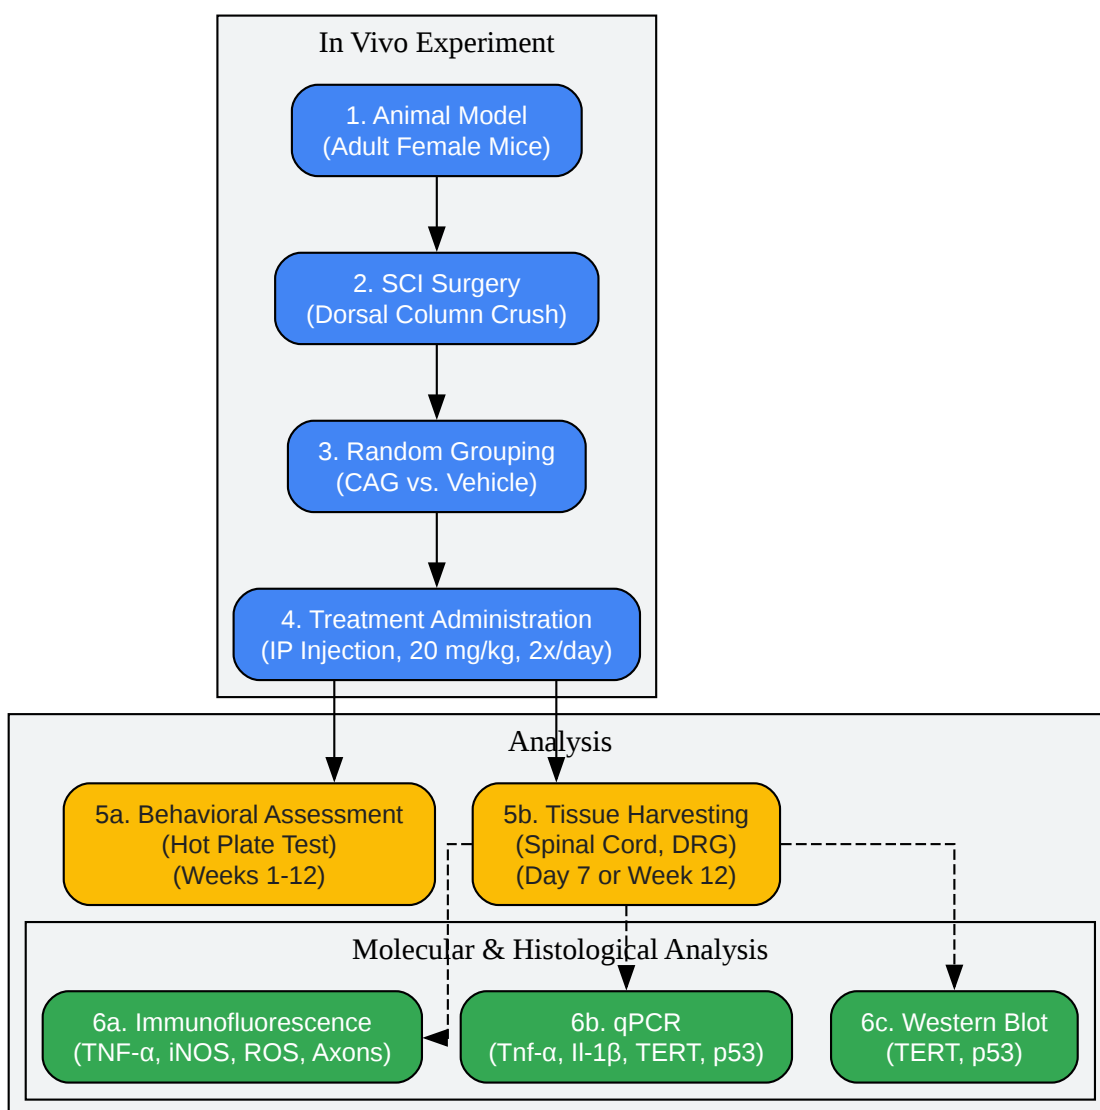 In Vivo Experiment
1. Animal Model
(Adult Female Mice)
2. SCI Surgery
(Dorsal Column Crush)
3. Random Grouping
(CAG vs. Vehicle)
4. Treatment Administration
(IP Injection, 20 mg/kg, 2x/day)
Analysis
5a. Behavioral Assessment
(Hot Plate Test)
(Weeks 1-12)
5b. Tissue Harvesting
(Spinal Cord, DRG)
(Day 7 or Week 12)
Molecular & Histological Analysis
6a. Immunofluorescence
(TNF-α, iNOS, ROS, Axons)
6b. qPCR
(Tnf-α, Il-1β, TERT, p53)
6c. Western Blot
(TERT, p53)